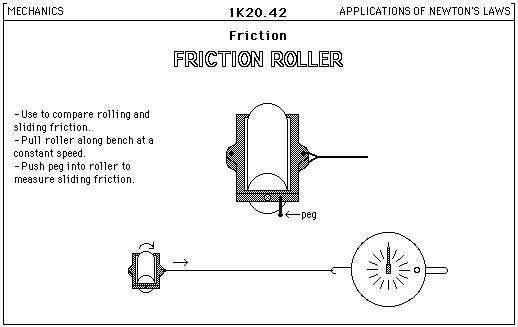 MECHANICS
1K20.42
APPLICATIONS OF NEWTON'S LAWS
Friction
FRICTION ROLLER
- Use to compare rolling and
sliding friction.
- Pull roller along bench at a
constant speed.
- Push peg into roller to
measure sliding friction.
peg